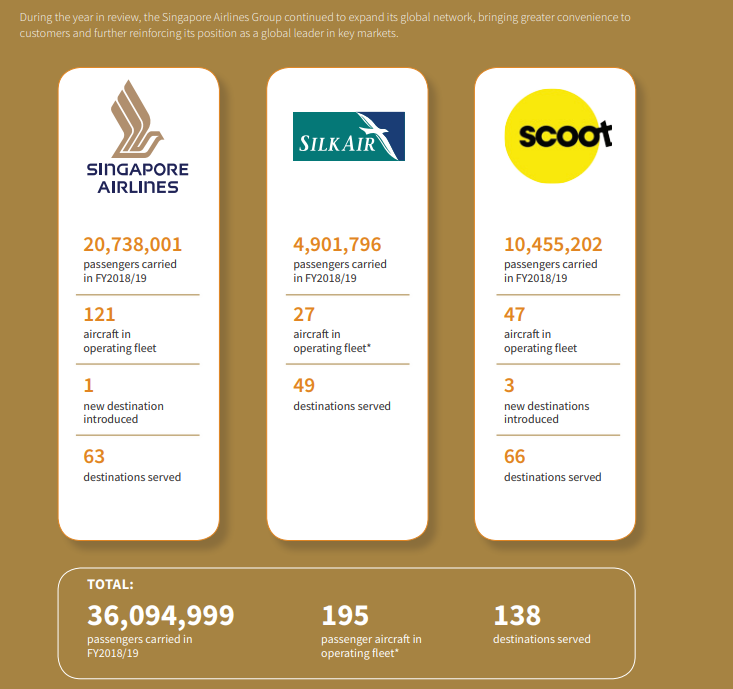 During the year in review, the Singapore Airlines Group continued to expand its global network, bringing greater convenience to
customers and further reinforcing its position as a global leader in key markets.
SINGAPORE
AIRLINES
20,738,001
passengers carried
in FY2018/19
121
aircraft in
operating fleet
1
new destination
introduced
63
destinations served
SILKAIR
4,901,796
passengers carried
in FY2018/19
27
aircraft in
operating fleet*
49
destinations served
scoot
10,455,202
passengers carried
in FY2018/19
47
aircraft in
operating fleet
3
new destinations
introduced
66
destinations served
TOTAL:
36,094,999
passengers carried in
FY2018/19
195
passenger aircraft in
operating fleet*
138
destinations served